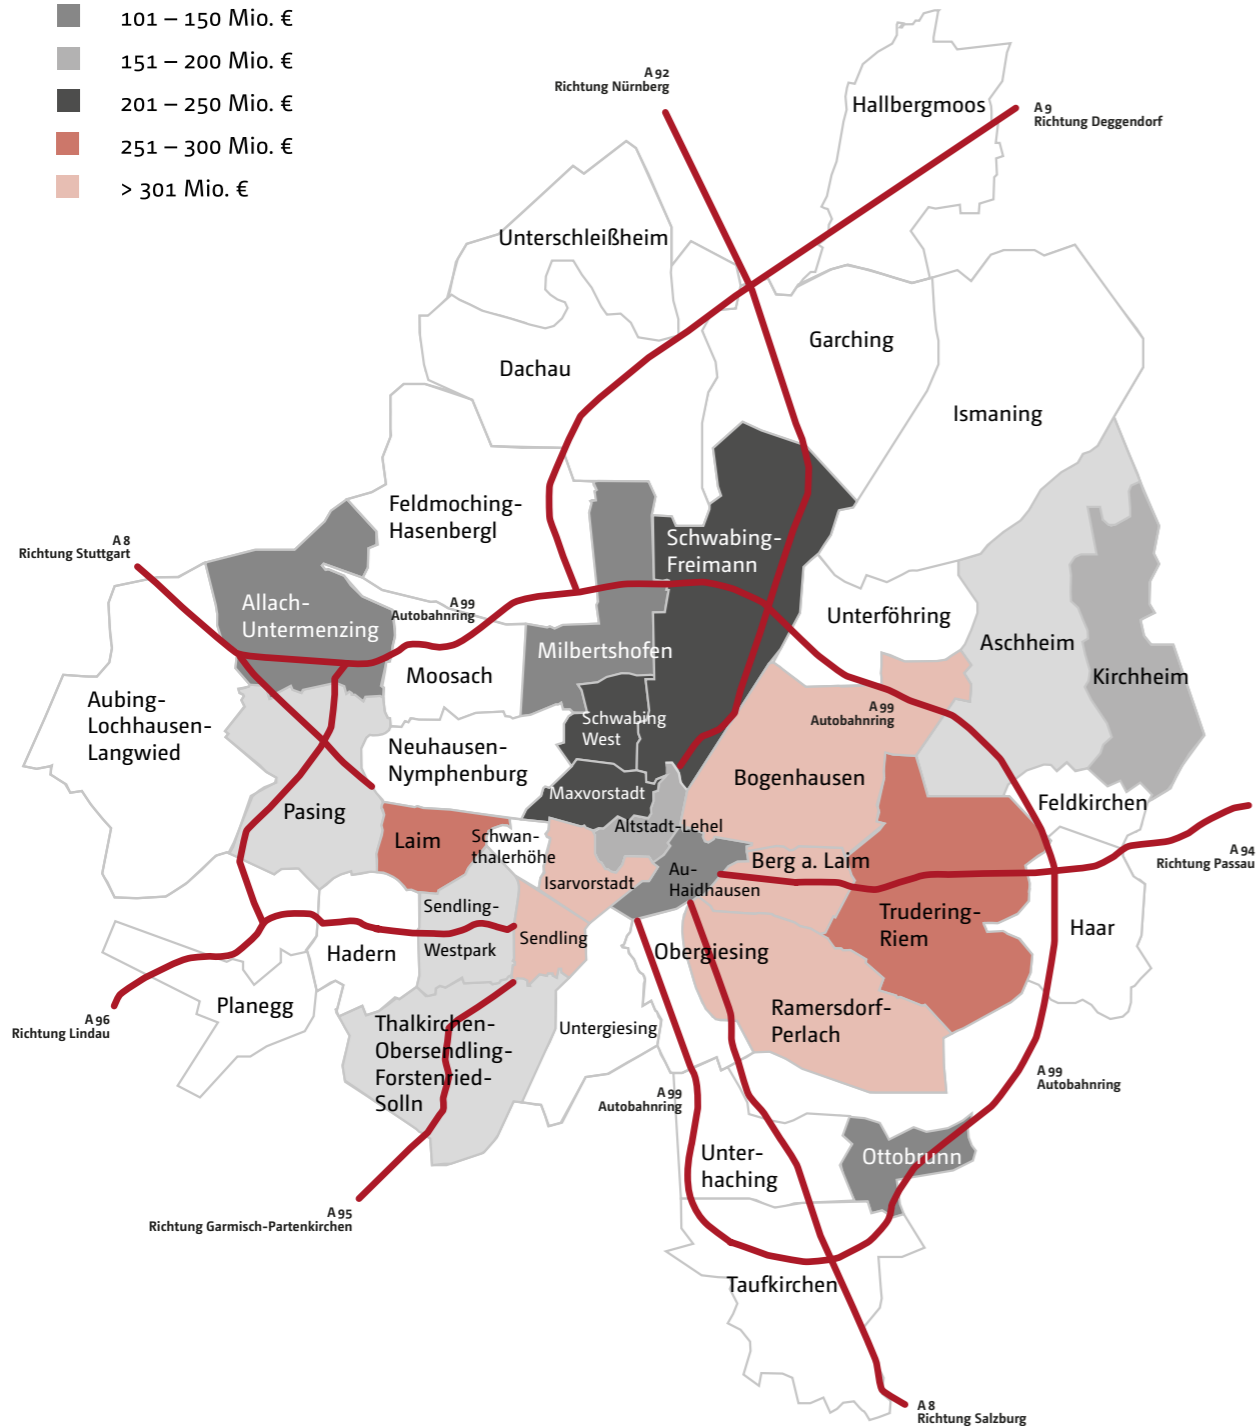 101 – 150 Mio. €
151 – 200 Mio. €
201 – 250 Mio. €
251 – 300 Mio. €
> 301 Mio. €
A 92
Richtung Nürnberg
Hallbergmoos
A 9
Richtung Deggendorf
Unterschleißheim
Garching
Dachau
Ismaning
Feldmoching-
Hasenbergl
Schwabing-
Freimann
A 8
Richtung Stuttgart
Allach-
Untermenzing
A 99
Autobahnring
Unterföhring
Aschheim
Milbertshofen
Moosach
Kirchheim
Aubing-
Lochhausen-
Langwied
Schwabing
West
A 99
Autobahnring
Neuhausen-
Nymphenburg
Bogenhausen
Maxvorstadt
Feldkirchen
Pasing
Altstadt-Lehel
Laim
Schwan-
thalerhöhe
A 94
Richtung Passau
Berg a. Laim
Au-
Haidhausen
Isarvorstadt
Sendling-
Westpark
Trudering-
Riem
Haar
Sendling
Hadern
Obergiesing
Planegg
Ramersdorf-
Perlach
A 96
Richtung Lindau
Thalkirchen-
Obersendling-
Forstenried-
Solln
Untergiesing
A 99
Autobahnring
A 99
Autobahnring
Unter-
haching
Ottobrunn
A 95
Richtung Garmisch-Partenkirchen
Taufkirchen
A 8
Richtung Salzburg